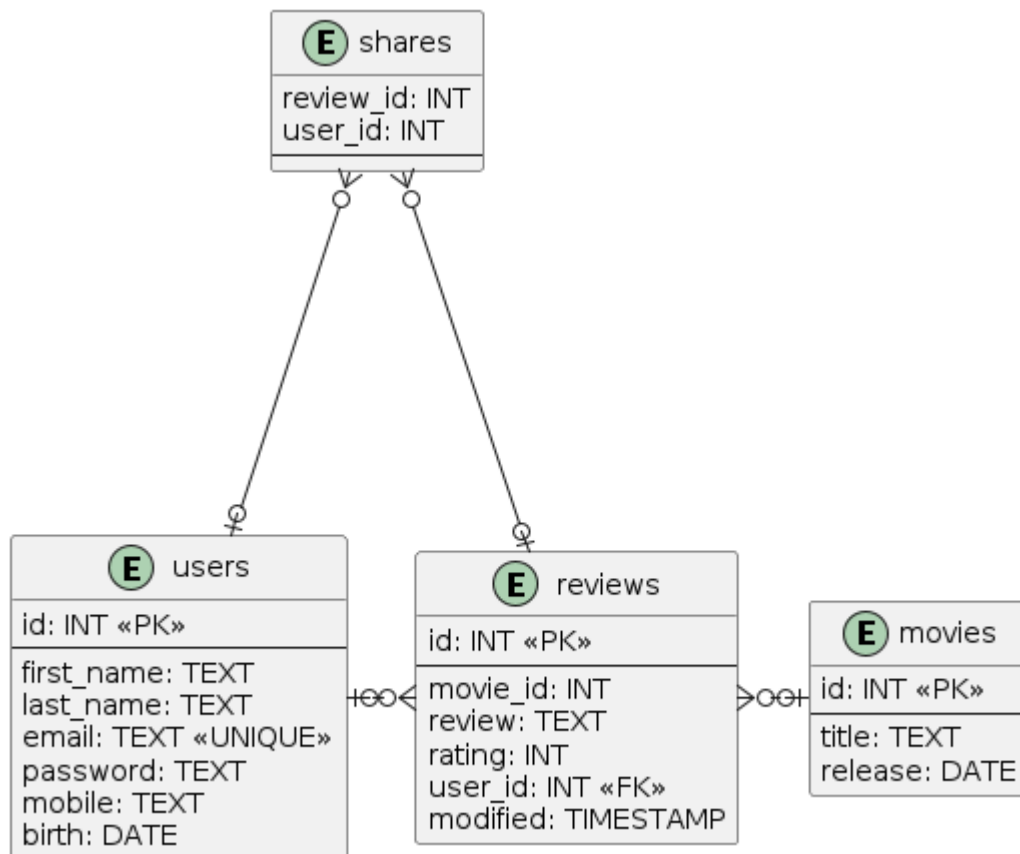 E shares
review_id: INT
user_id: INT
E users
id: INT «PK»
first_name: TEXT
last_name: TEXT
email: TEXT «UNIQUE»
password: TEXT
mobile: TEXT
birth: DATE
E reviews
id: INT «PK»
movie_id: INT
review: TEXT
rating: INT
user_id: INT «FK»
modified: TIMESTAMP
E movies
id: INT «PK»
title: TEXT
release: DATE